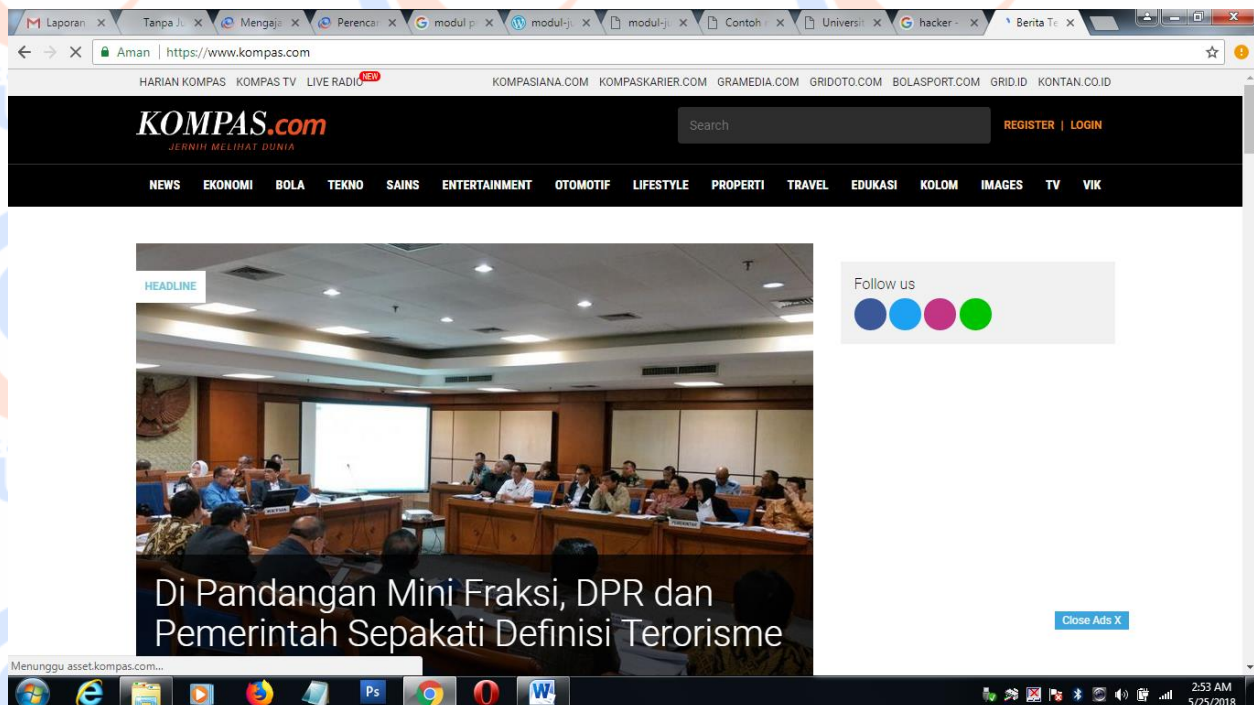 Laporan
Tanpa Ju
Mengaja
Perencan
modul p
modul-ju
modul-ju
Contoh
Universit
hacker -
Berita Te
Aman | https://www.kompas.com
HARIAN KOMPAS KOMPAS TV LIVE RADIO NEW KOMPASIANA.COM KOMPASKARIER.COM GRAMEDIA.COM GRIDOTO.COM BOLASPORT.COM GRID.ID KONTAN.CO.ID
KOMPAS.com
JERNIH MELIHAT DUNIA
Search
REGISTER | LOGIN
NEWS EKONOMI BOLA TEKNO SAINS ENTERTAINMENT OTOMOTIF LIFESTYLE PROPERTI TRAVEL EDUKASI KOLOM IMAGES TV VIK
HEADLINE
Follow us
KETUA
PEMERINTAH
Di Pandangan Mini Fraksi, DPR dan
Pemerintah Sepakati Definisi Terorisme
Close Ads X
Menunggu asset.kompas.com...
Ps
2:53 AM
5/25/2018